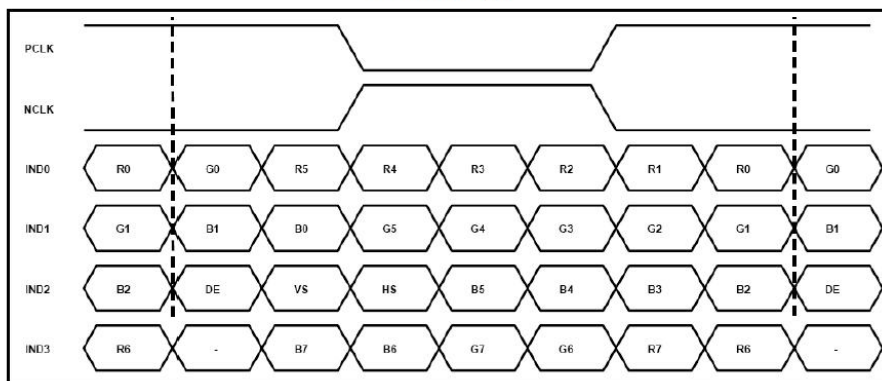 PCLK
NCLK
IND0 R0 G0 R5 R4 R3 R2 R1 R0 G0
IND1 G1 B1 B0 G5 G4 G3 G2 G1 B1
IND2 B2 DE VS HS B5 B4 B3 B2 DE
IND3 R6 - B7 B6 G7 G6 R7 R6 -